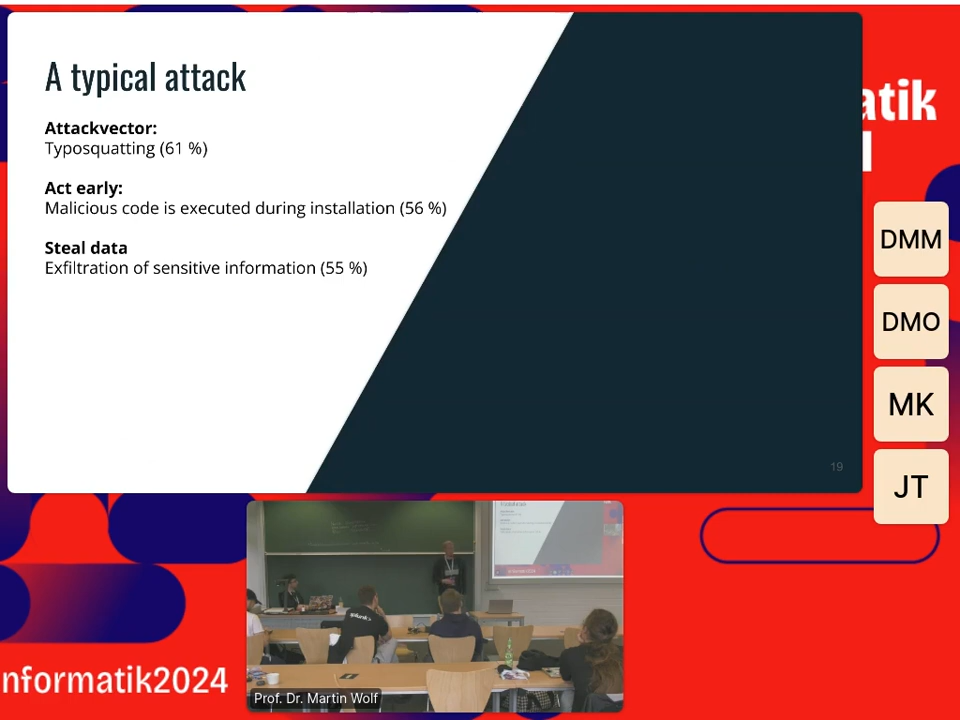 A typical attack
Attackvector:
Typosquatting (61 %)
Act early:
Malicious code is executed during installation (56 %)
Steal data
Exfiltration of sensitive information (55 %)
19
atik
DMM
DMO
MK
JT
splunk>
Prof. Dr. Martin Wolf
nformatik2024